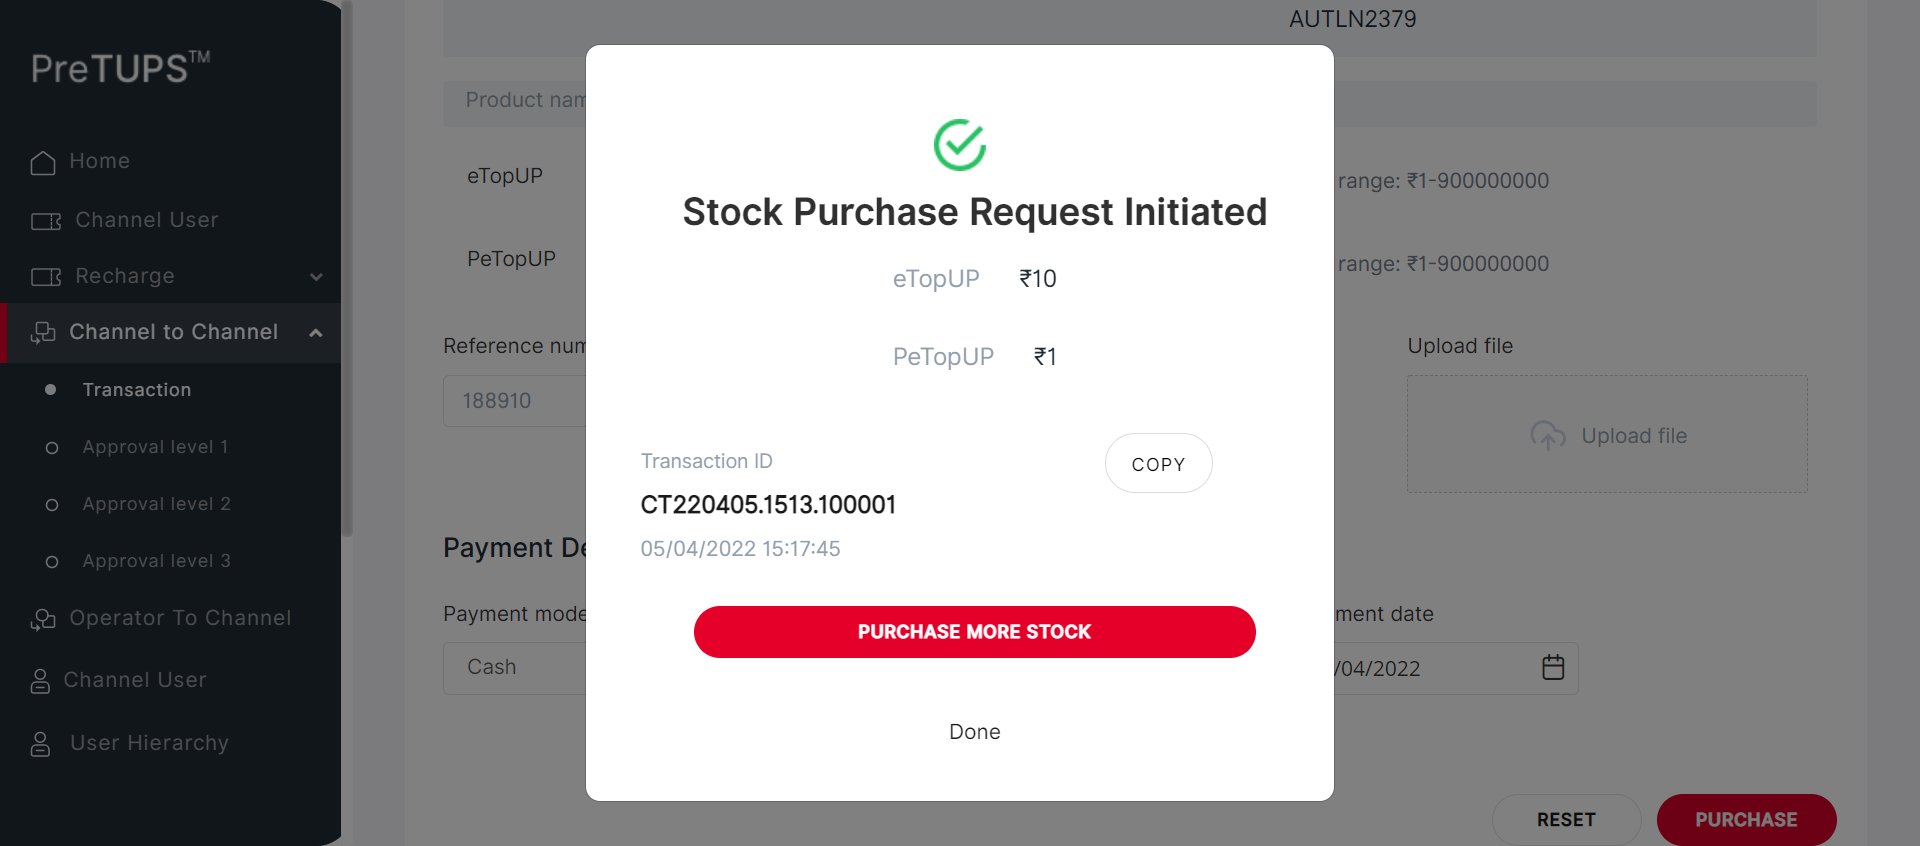 PreTUPS™
Home
Channel User
Recharge
Channel to Channel
Transaction
Approval level 1
Approval level 2
Approval level 3
Operator To Channel
Channel User
User Hierarchy
AUTLN2379
Product nam
eTopUP
range: ₹1-900000000
PeTopUP
range: ₹1-900000000
Reference num
Upload file
188910
Upload file
Payment De
Payment mode
ment date
Cash
/04/2022
RESET
PURCHASE
Stock Purchase Request Initiated
eTopUP ₹10
PeTopUP ₹1
Transaction ID
COPY
CT220405.1513.100001
05/04/2022 15:17:45
PURCHASE MORE STOCK
Done